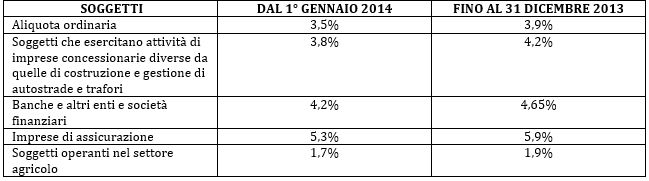 SOGGETTI DAL 1° GENNAIO 2014 FINO AL 31 DICEMBRE 2013
Aliquota ordinaria 3,5% 3,9%
Soggetti che esercitano attività di 3,8% 4,2%
imprese concessionarie diverse da
quelle di costruzione e gestione di
autostrade e trafori
Banche e altri enti e società 4,2% 4,65%
finanziari
Imprese di assicurazione 5,3% 5,9%
Soggetti operanti nel settore 1,7% 1,9%
agricolo